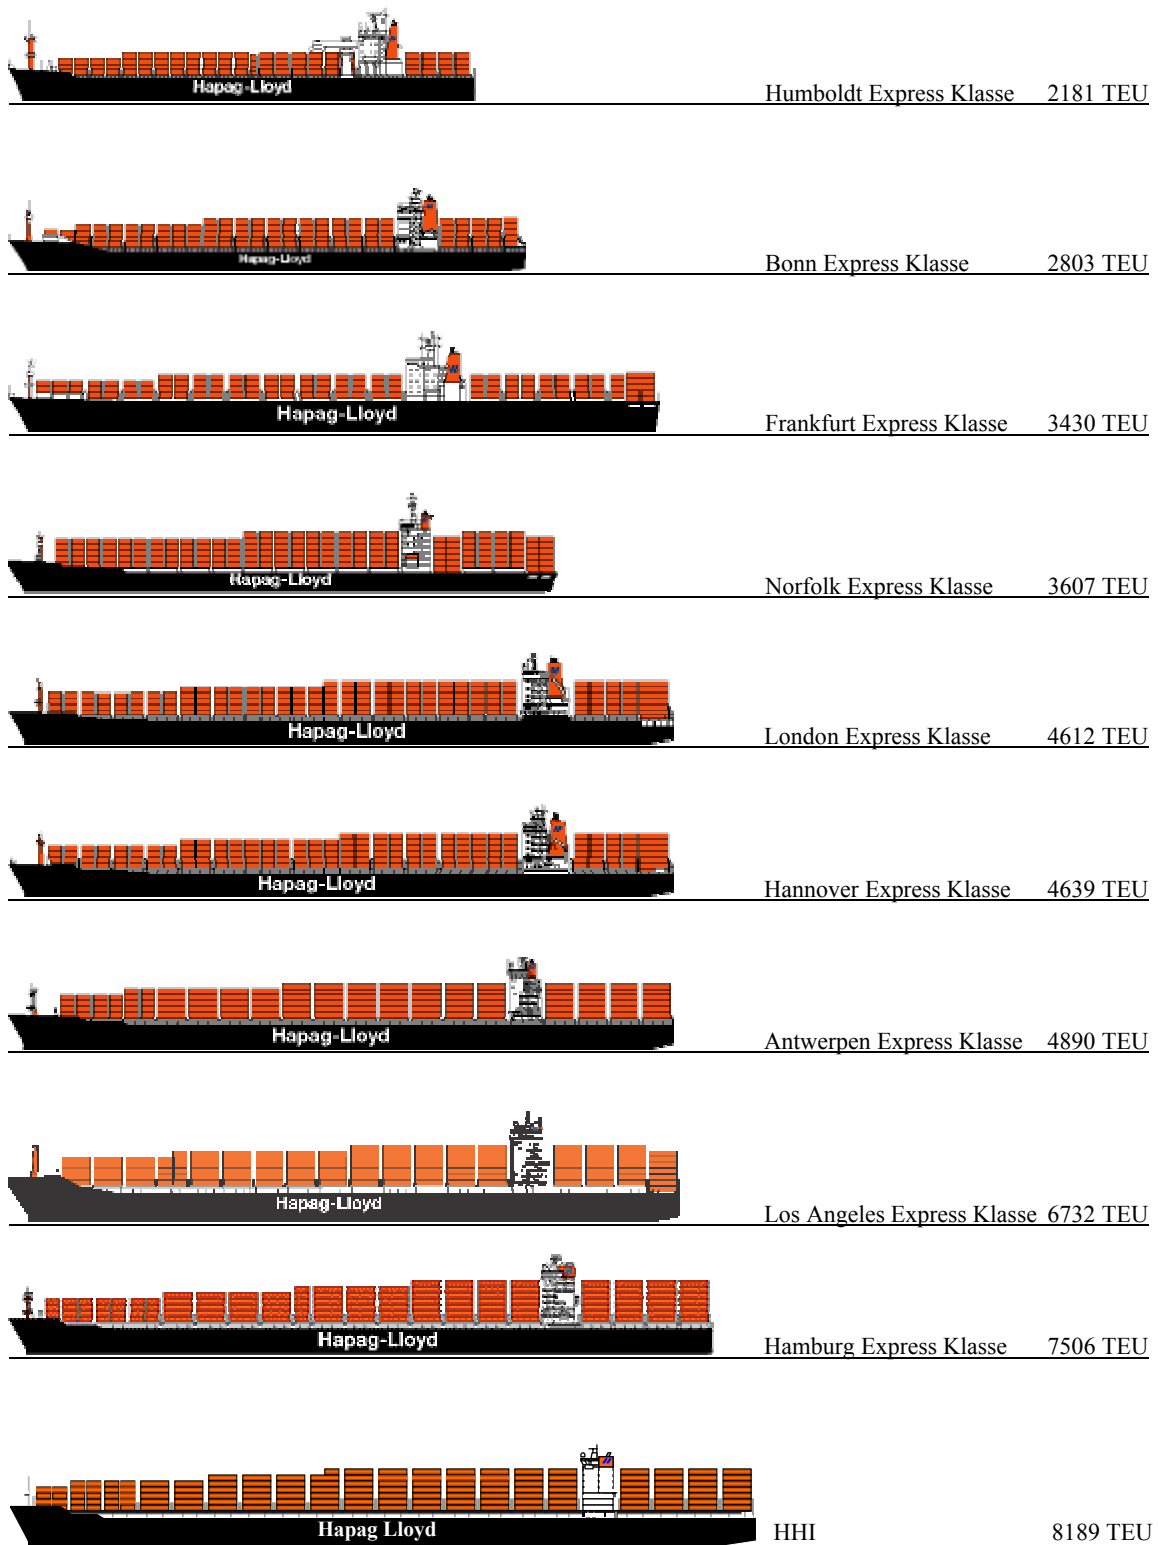 Hapag-Lloyd
Humboldt Express Klasse 2181 TEU
Hapag-Lloyd
Bonn Express Klasse 2803 TEU
Hapag-Lloyd
Frankfurt Express Klasse 3430 TEU
Hapag-Lloyd
Norfolk Express Klasse 3607 TEU
Hapag-Lloyd
London Express Klasse 4612 TEU
Hapag-Lloyd
Hannover Express Klasse 4639 TEU
Hapag-Lloyd
Antwerpen Express Klasse 4890 TEU
Hapag-Lloyd
Los Angeles Express Klasse 6732 TEU
Hapag-Lloyd
Hamburg Express Klasse 7506 TEU
Hapag Lloyd
HHI 8189 TEU